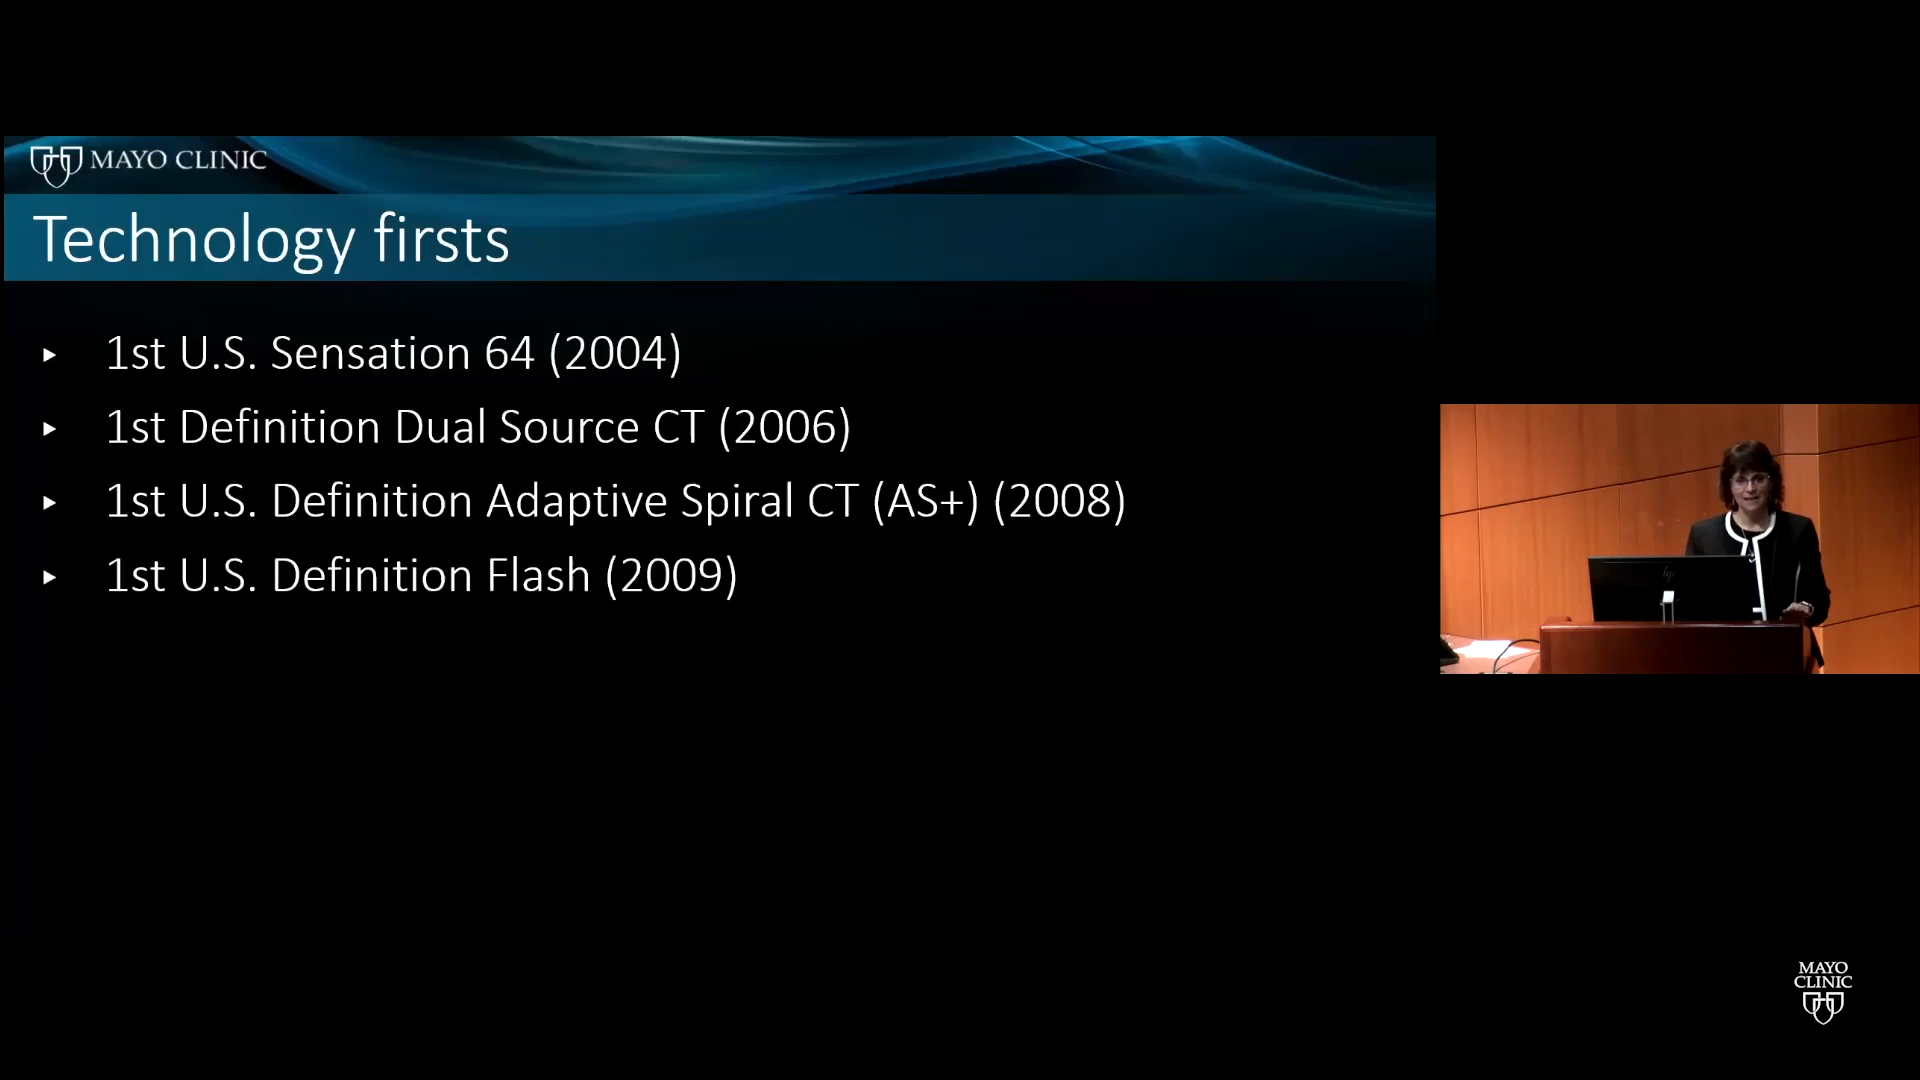 MAYO CLINIC
Technology firsts
▸ 1st U.S. Sensation 64 (2004)
▸ 1st Definition Dual Source CT (2006)
▸ 1st U.S. Definition Adaptive Spiral CT (AS+) (2008)
▸ 1st U.S. Definition Flash (2009)
hp
MAYO
CLINIC